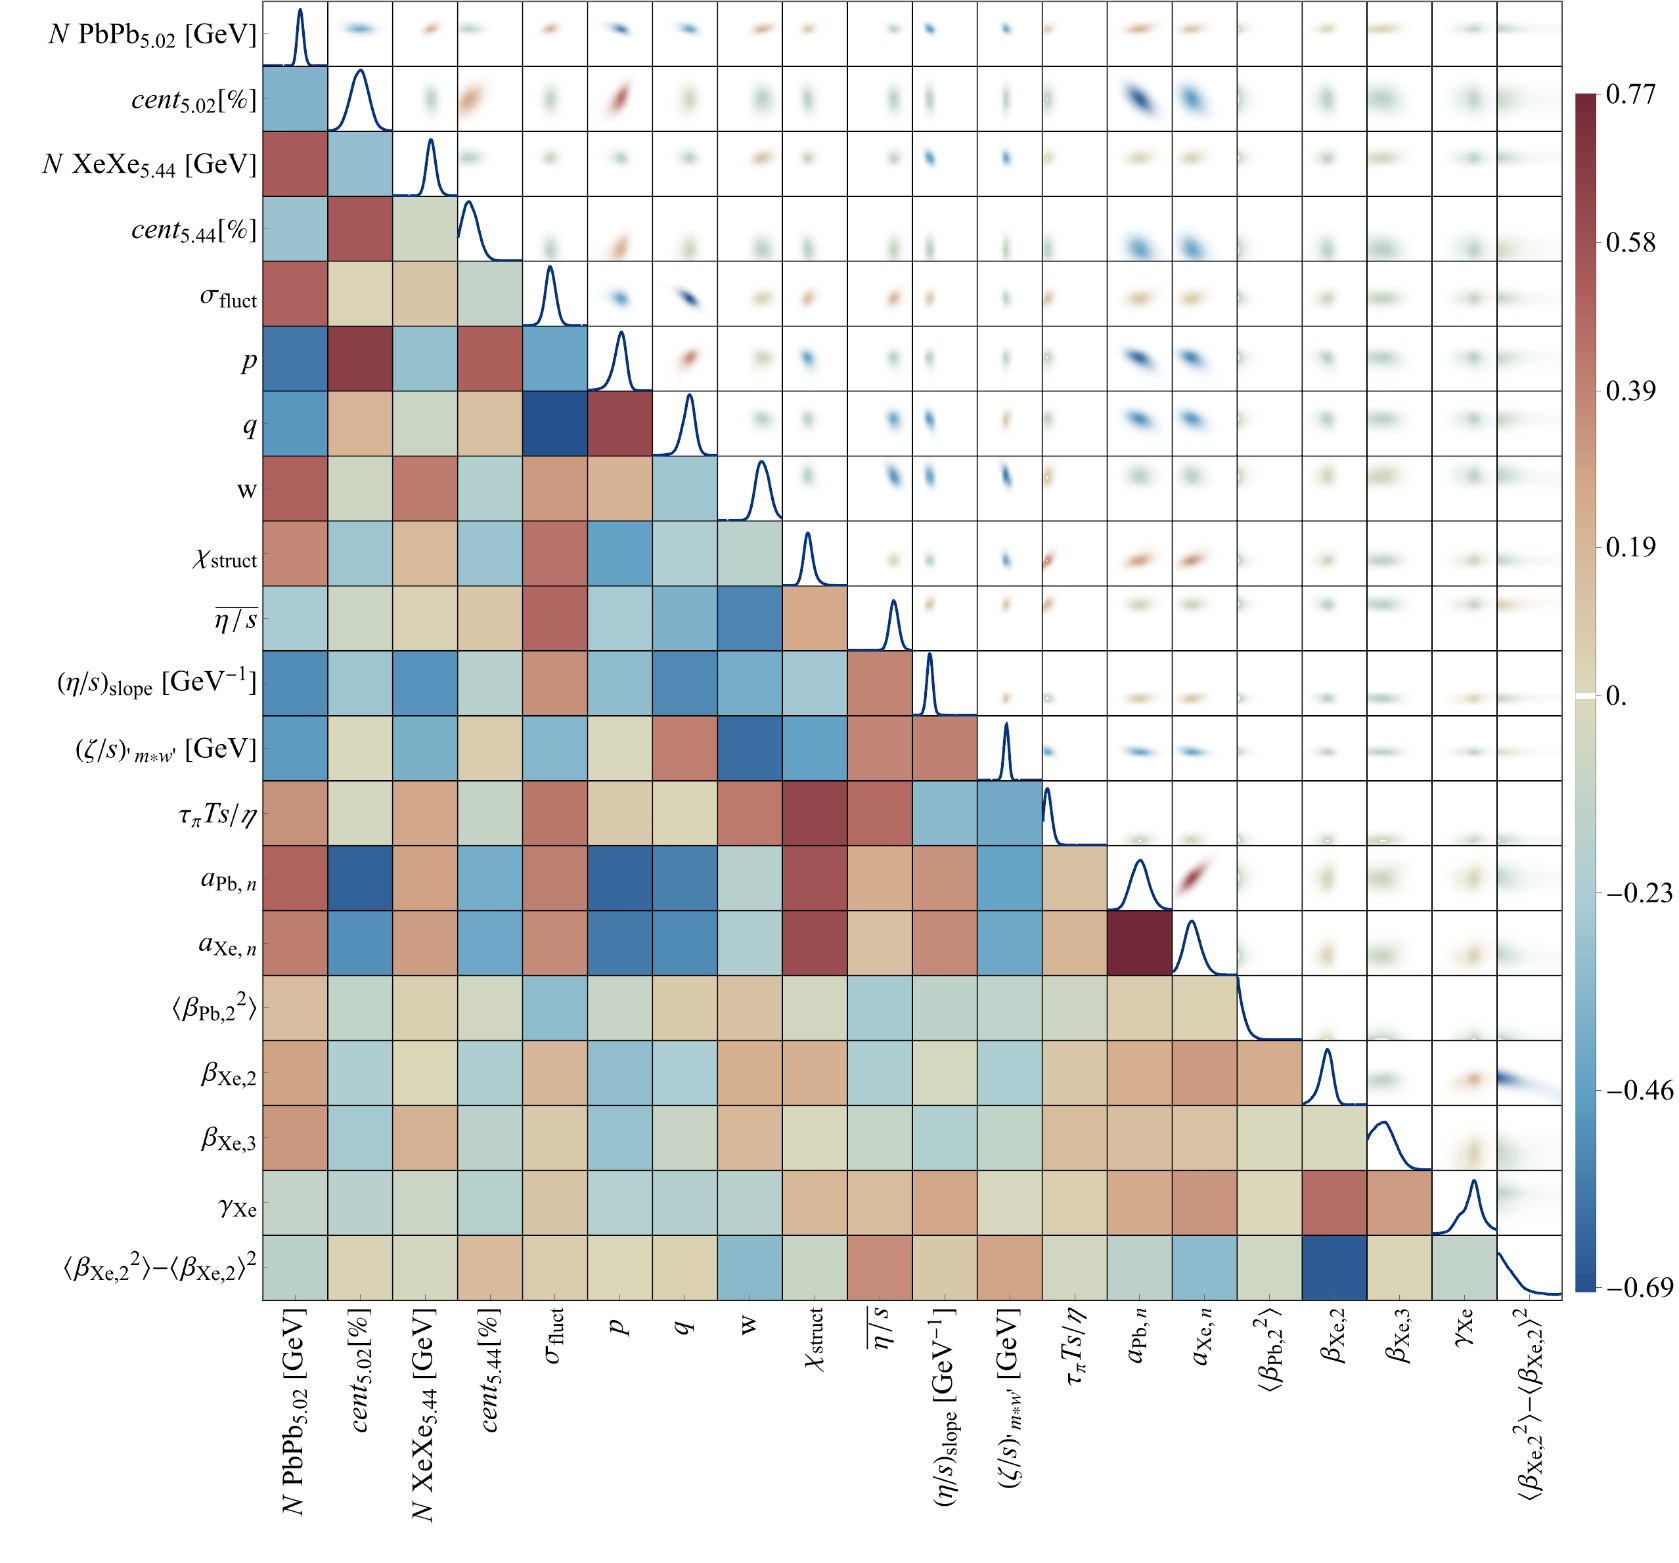 N PbPb5.02 [GeV]
cent5.02[%]
N XeXe5.44 [GeV]
cent5.44[%]
σfluct
p
q
w
χstruct
η/s
(η/s)slope [GeV⁻¹]
(ζ/s)'m*w' [GeV]
τπTs/η
aPb,n
aXe,n
⟨βPb,2²⟩
βXe,2
βXe,3
γXe
⟨βXe,2²⟩−⟨βXe,2⟩²
N PbPb5.02 [GeV]
cent5.02[%]
N XeXe5.44 [GeV]
cent5.44[%]
σfluct
p
q
w
χstruct
η/s
(η/s)slope [GeV⁻¹]
(ζ/s)'m*w' [GeV]
τπTs/η
aPb,n
aXe,n
⟨βPb,2²⟩
βXe,2
βXe,3
γXe
⟨βXe,2²⟩−⟨βXe,2⟩²
0.77
0.58
0.39
0.19
0.
−0.23
−0.46
−0.69